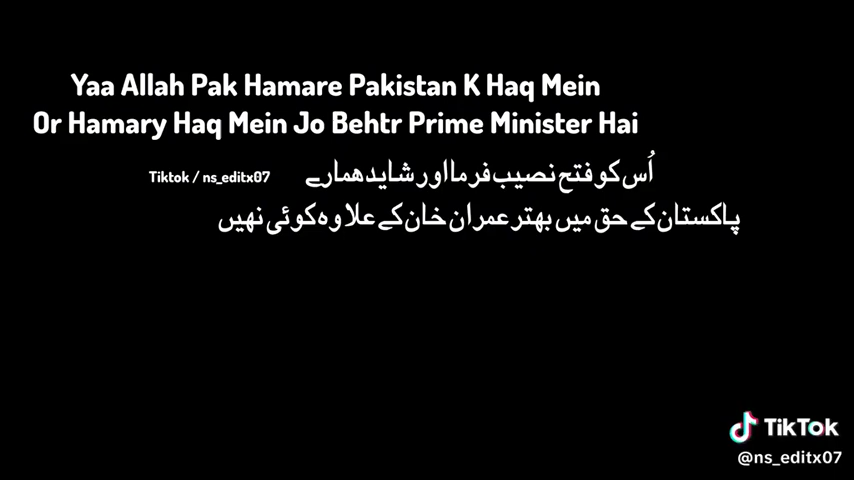 Yaa Allah Pak Hamare Pakistan K Haq Mein
Or Hamary Haq Mein Jo Behtr Prime Minister Hai
اُس کو فتح نصیب فرما اور شاید ھمارے
Tiktok / ns_editx07
پاکستان کے حق میں بھتر عمران خان کے علاوہ کوئی نھیں
TikTok
@ns_editx07